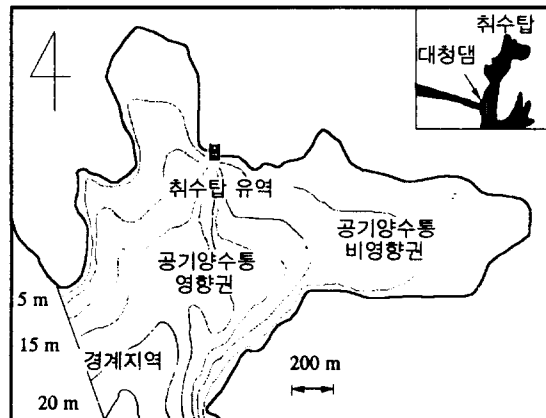 취수탑
대청댐
취수탑 유역
공기양수통
비영향권
공기양수통
영향권
5 m
15 m
경계지역
200 m
20 m